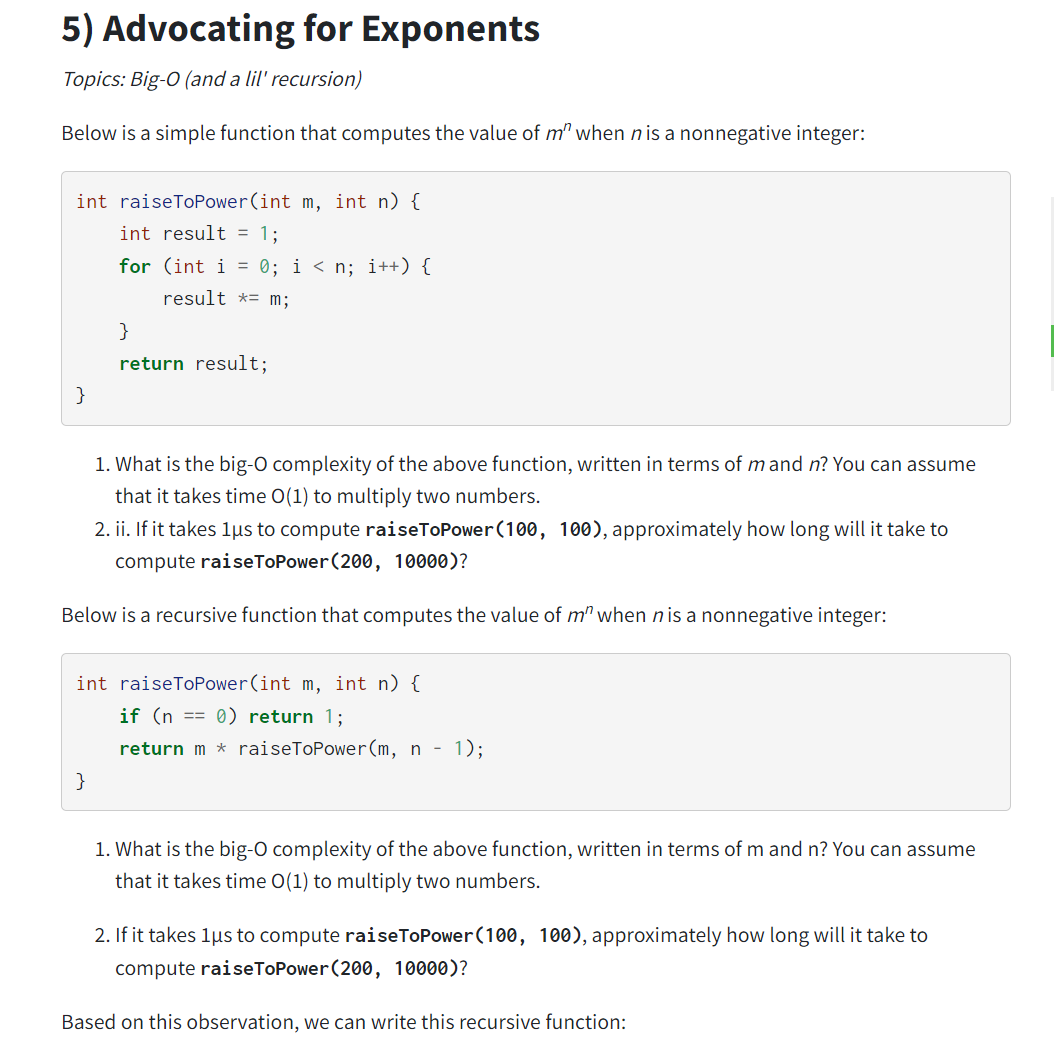 5) Advocating for Exponents
Topics: Big-O (and a lil' recursion)
Below is a simple function that computes the value of mⁿ when n is a nonnegative integer:
int raiseToPower(int m, int n) {
    int result = 1;
    for (int i = 0; i < n; i++) {
        result *= m;
    }
    return result;
}
1. What is the big-O complexity of the above function, written in terms of m and n? You can assume
that it takes time O(1) to multiply two numbers.
2. ii. If it takes 1µs to compute raiseToPower(100, 100), approximately how long will it take to
compute raiseToPower(200, 10000)?
Below is a recursive function that computes the value of mⁿ when n is a nonnegative integer:
int raiseToPower(int m, int n) {
    if (n == 0) return 1;
    return m * raiseToPower(m, n - 1);
}
1. What is the big-O complexity of the above function, written in terms of m and n? You can assume
that it takes time O(1) to multiply two numbers.
2. If it takes 1µs to compute raiseToPower(100, 100), approximately how long will it take to
compute raiseToPower(200, 10000)?
Based on this observation, we can write this recursive function: